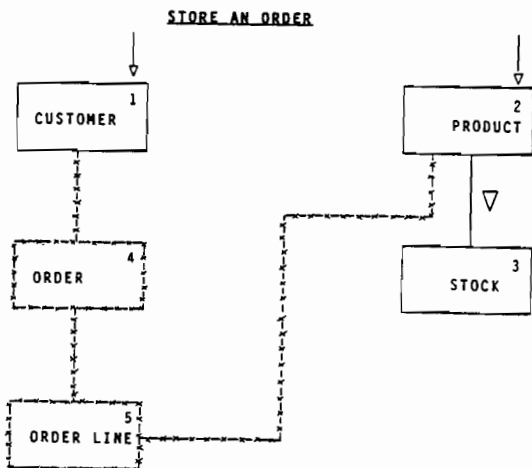 STORE AN ORDER
1
CUSTOMER
2
PRODUCT
4
ORDER
3
STOCK
5
ORDER LINE